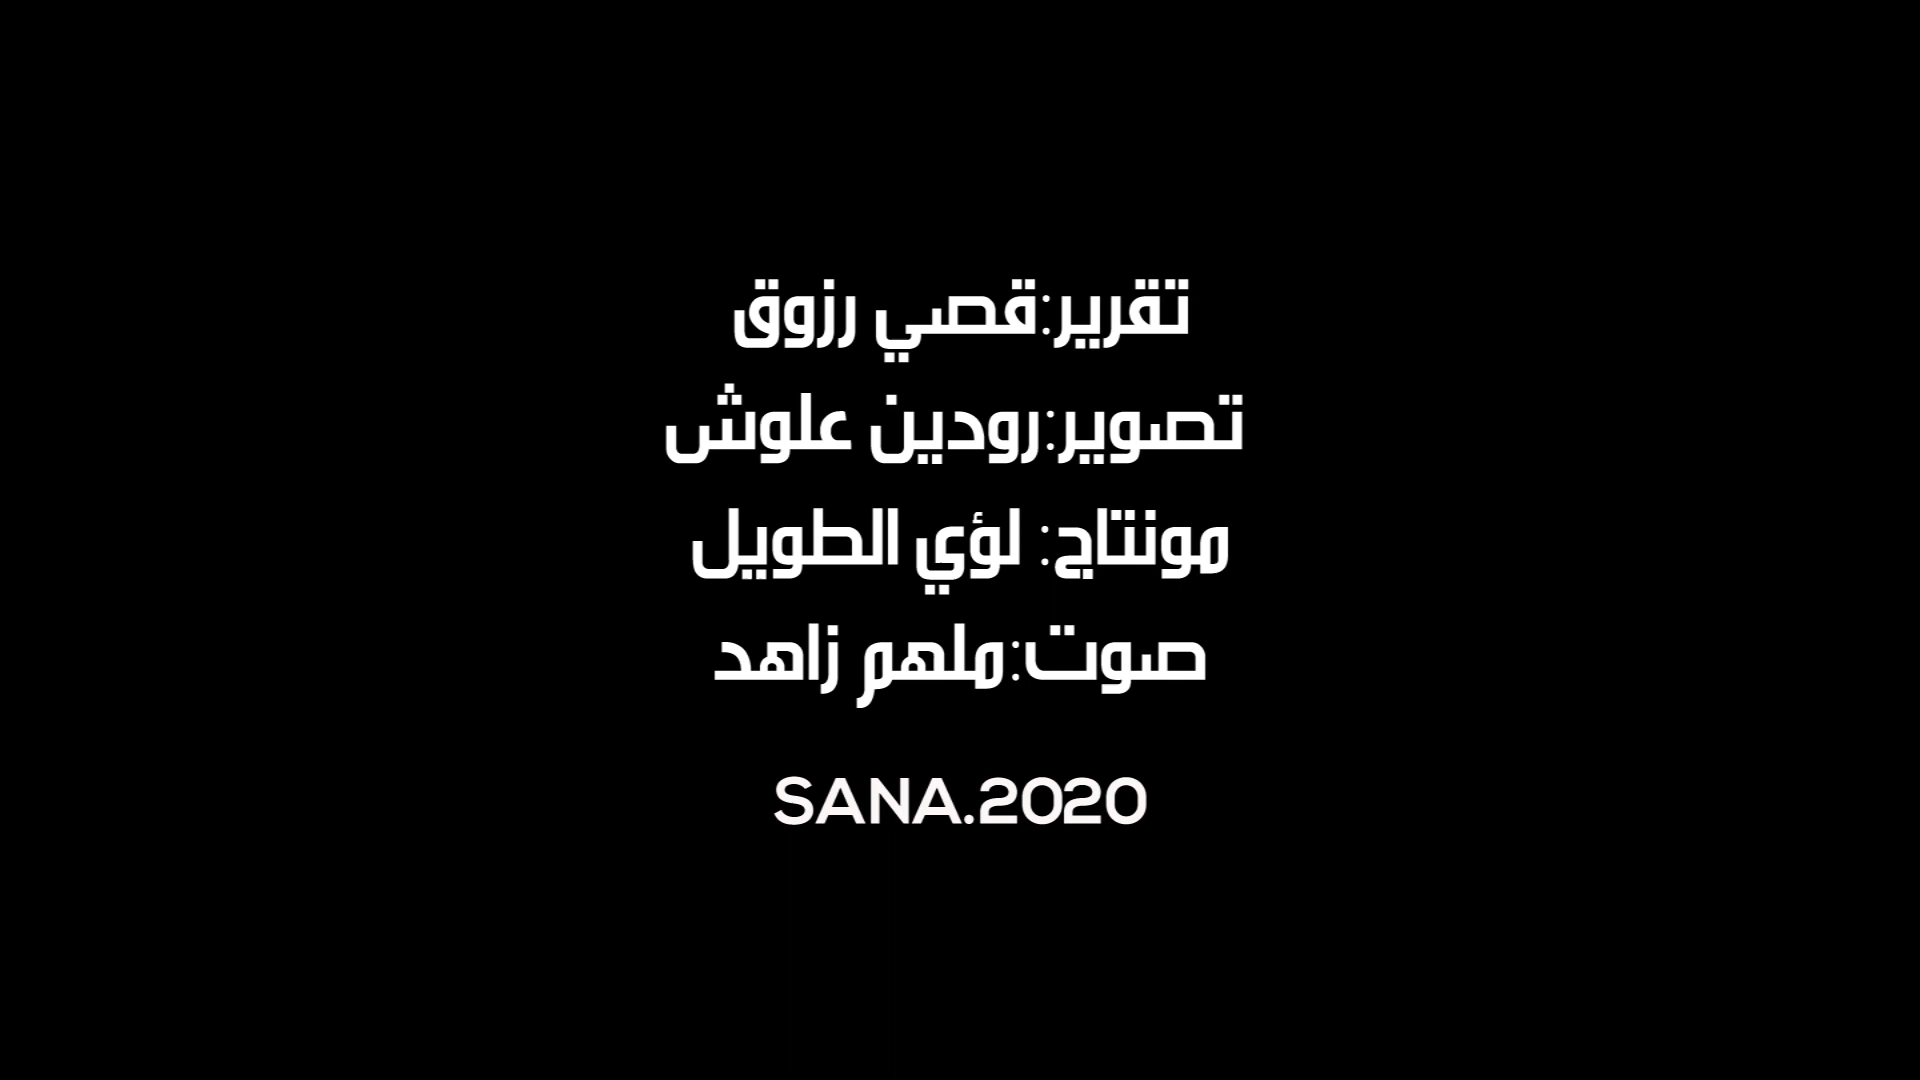 تقرير:قصي رزوق
تصوير:رودين علوش
مونتاج: لؤي الطويل
صوت:ملهم زاهد
SANA.2020